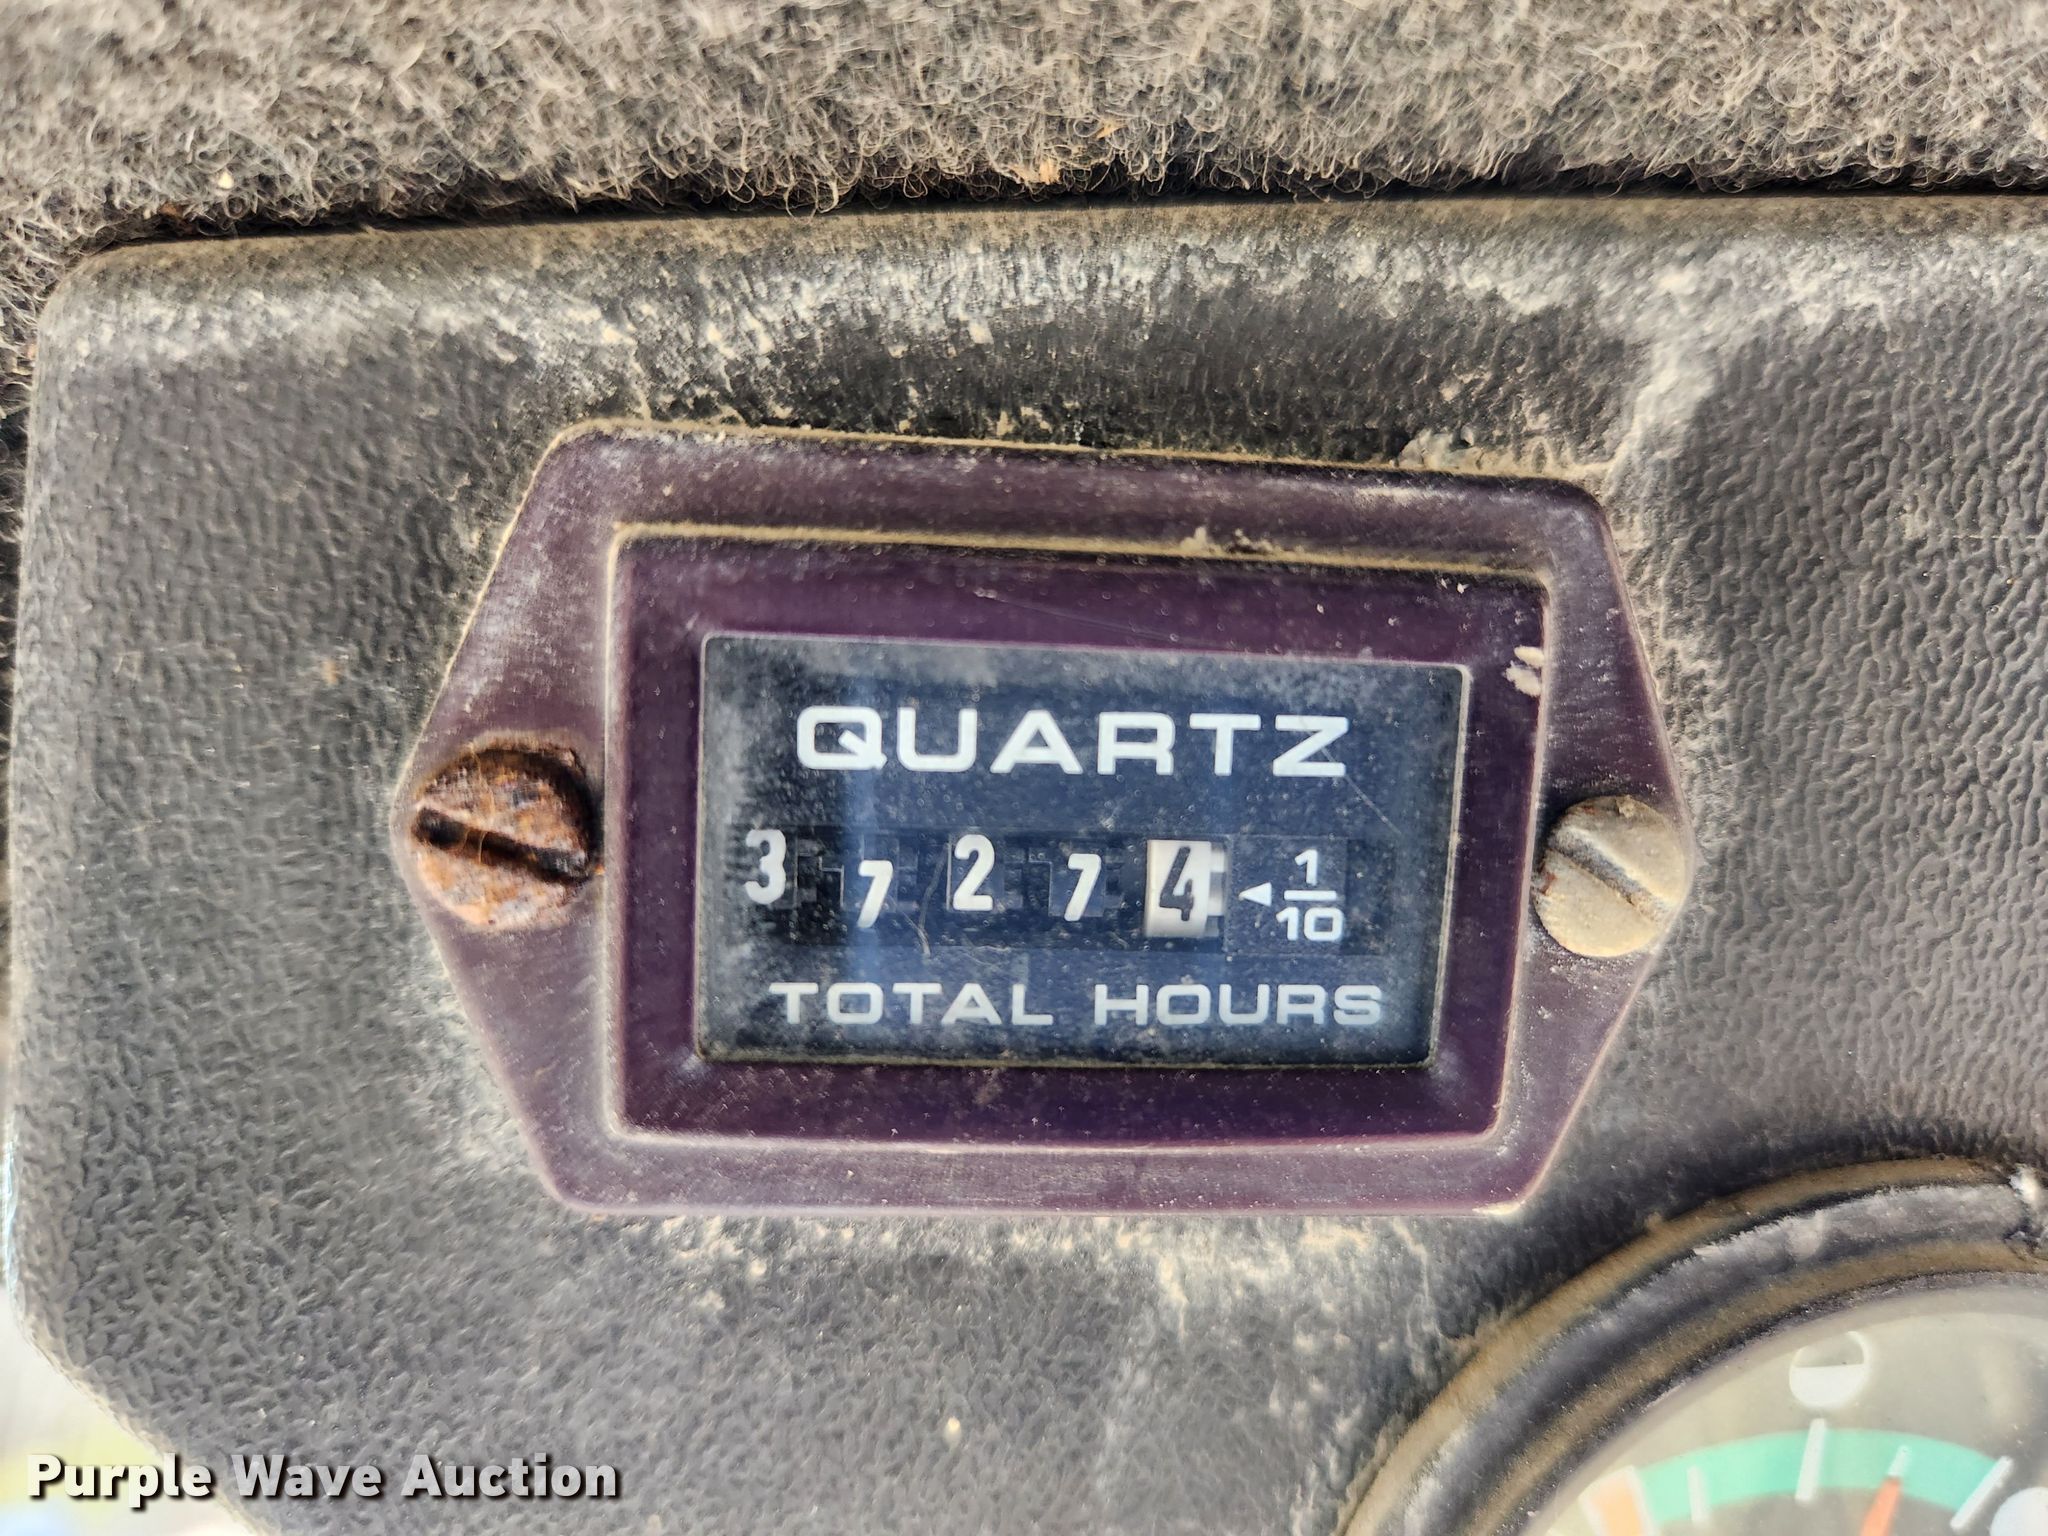 QUARTZ
3 7 2 7 4 ◄ 1/10
TOTAL HOURS
Purple Wave Auction